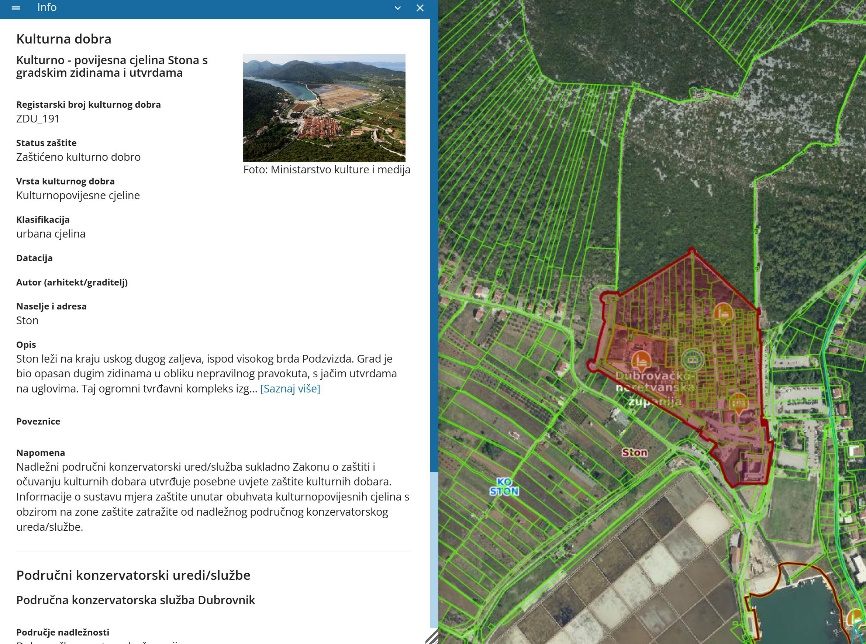 Info
Kulturna dobra
Kulturno - povijesna cjelina Stona s
gradskim zidinama i utvrdama
Foto: Ministarstvo kulture i medija
Registarski broj kulturnog dobra
ZDU_191
Status zaštite
Zaštićeno kulturno dobro
Vrsta kulturnog dobra
Kulturnopovijesne cjeline
Klasifikacija
urbana cjelina
Datacija
Autor (arhitekt/graditelj)
Naselje i adresa
Ston
Opis
Ston leži na kraju uskog dugog zaljeva, ispod visokog brda Podzvizda. Grad je
bio opasan dugim zidinama u obliku nepravilnog pravokuta, s jačim utvrdama
na uglovima. Taj ogromni tvrđavni kompleks izg... [Saznaj više]
Poveznice
Napomena
Nadležni područni konzervatorski ured/služba sukladno Zakonu o zaštiti i
očuvanju kulturnih dobara utvrđuje posebne uvjete zaštite kulturnih dobara.
Informacije o sustavu mjera zaštite unutar obuhvata kulturnopovijesnih cjelina s
obzirom na zone zaštite zatražite od nadležnog područnog konzervatorskog
ureda/službe.
Područni konzervatorski uredi/službe
Područna konzervatorska služba Dubrovnik
Područje nadležnosti
Dubrovačko-
neretvanska
županija
Ston
KO
STON